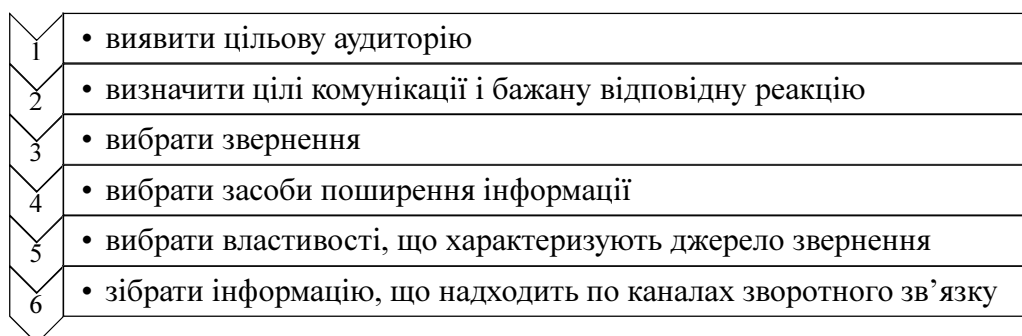 1 • виявити цільову аудиторію
2 • визначити цілі комунікації і бажану відповідну реакцію
3 • вибрати звернення
4 • вибрати засоби поширення інформації
5 • вибрати властивості, що характеризують джерело звернення
6 • зібрати інформацію, що надходить по каналах зворотного зв’язку